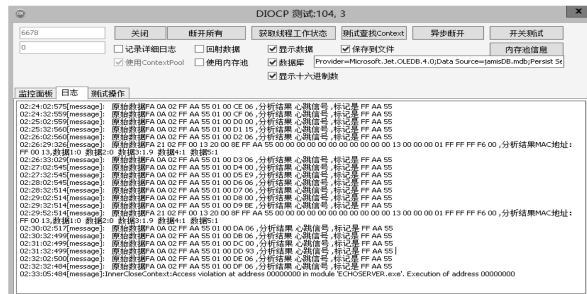 DIOCP 测试:104, 3
6678 关闭 断开所有 获取线程工作状态 测试查找Context 异步断开 开关测试
0 记录详细日志 回射数据 显示数据 保存到文件 内存池信息
使用ContextPool 使用内存池 数据库 Provider=Microsoft.Jet.OLEDB.4.0;Data Source=jamisDB.mdb;Persist Se
显示十六进制数
监控面板 日志 测试操作
02:24:02:575[message]: 原始数据FA 0A 02 FF AA 55 01 00 CE 06 ,分析结果 心跳信号 ,标记是 FF AA 55
02:24:32:559[message]: 原始数据FA 0A 02 FF AA 55 01 00 CF 06 ,分析结果 心跳信号 ,标记是 FF AA 55
02:25:02:559[message]: 原始数据FA 0A 02 FF AA 55 01 00 D0 00 ,分析结果 心跳信号 ,标记是 FF AA 55
02:25:32:560[message]: 原始数据FA 0A 02 FF AA 55 01 00 D1 15 ,分析结果 心跳信号 ,标记是 FF AA 55
02:26:02:560[message]: 原始数据FA 0A 02 FF AA 55 01 00 D2 06 ,分析结果 心跳信号 ,标记是 FF AA 55
02:26:29:326[message]: 原始数据FA 21 02 FF 00 13 20 00 8E FF AA 55 00 00 00 00 00 00 00 00 00 00 13 00 00 00 01 FF FF FF F6 00 ,分析结果MAC地址:
FF 00 13,数据1:0 数据2:0 数据3:1.9 数据4:1 数据5:1
02:26:33:029[message]: 原始数据FA 0A 02 FF AA 55 01 00 D3 06 ,分析结果 心跳信号 ,标记是 FF AA 55
02:27:02:545[message]: 原始数据FA 0A 02 FF AA 55 01 00 D4 00 ,分析结果 心跳信号 ,标记是 FF AA 55
02:27:32:545[message]: 原始数据FA 0A 02 FF AA 55 01 00 D5 E9 ,分析结果 心跳信号 ,标记是 FF AA 55
02:28:02:545[message]: 原始数据FA 0A 02 FF AA 55 01 00 D6 06 ,分析结果 心跳信号 ,标记是 FF AA 55
02:28:32:514[message]: 原始数据FA 0A 02 FF AA 55 01 00 D7 06 ,分析结果 心跳信号 ,标记是 FF AA 55
02:29:02:514[message]: 原始数据FA 0A 02 FF AA 55 01 00 D8 00 ,分析结果 心跳信号 ,标记是 FF AA 55
02:29:32:514[message]: 原始数据FA 0A 02 FF AA 55 01 00 D9 BE ,分析结果 心跳信号 ,标记是 FF AA 55
02:29:52:514[message]: 原始数据FA 21 02 FF 00 13 20 00 8F FF AA 55 00 00 00 00 00 00 00 00 00 00 13 00 00 00 01 FF FF FF F6 00 ,分析结果MAC地址:
FF 00 13,数据1:0 数据2:0 数据3:1.9 数据4:1 数据5:1
02:30:02:517[message]: 原始数据FA 0A 02 FF AA 55 01 00 DA 06 ,分析结果 心跳信号 ,标记是 FF AA 55
02:30:32:499[message]: 原始数据FA 0A 02 FF AA 55 01 00 DB 06 ,分析结果 心跳信号 ,标记是 FF AA 55
02:31:02:499[message]: 原始数据FA 0A 02 FF AA 55 01 00 DC 00 ,分析结果 心跳信号 ,标记是 FF AA 55
02:31:32:499[message]: 原始数据FA 0A 02 FF AA 55 01 00 DD 93 ,分析结果 心跳信号 ,标记是 FF AA 55
02:32:02:500[message]: 原始数据FA 0A 02 FF AA 55 01 00 DE 06 ,分析结果 心跳信号 ,标记是 FF AA 55
02:32:32:484[message]: 原始数据FA 0A 02 FF AA 55 01 00 DF 06 ,分析结果 心跳信号 ,标记是 FF AA 55
02:33:05:484[message]:InnerCloseContext:Access violation at address 00000000 in module 'ECHOSERVER.exe'. Execution of address 00000000